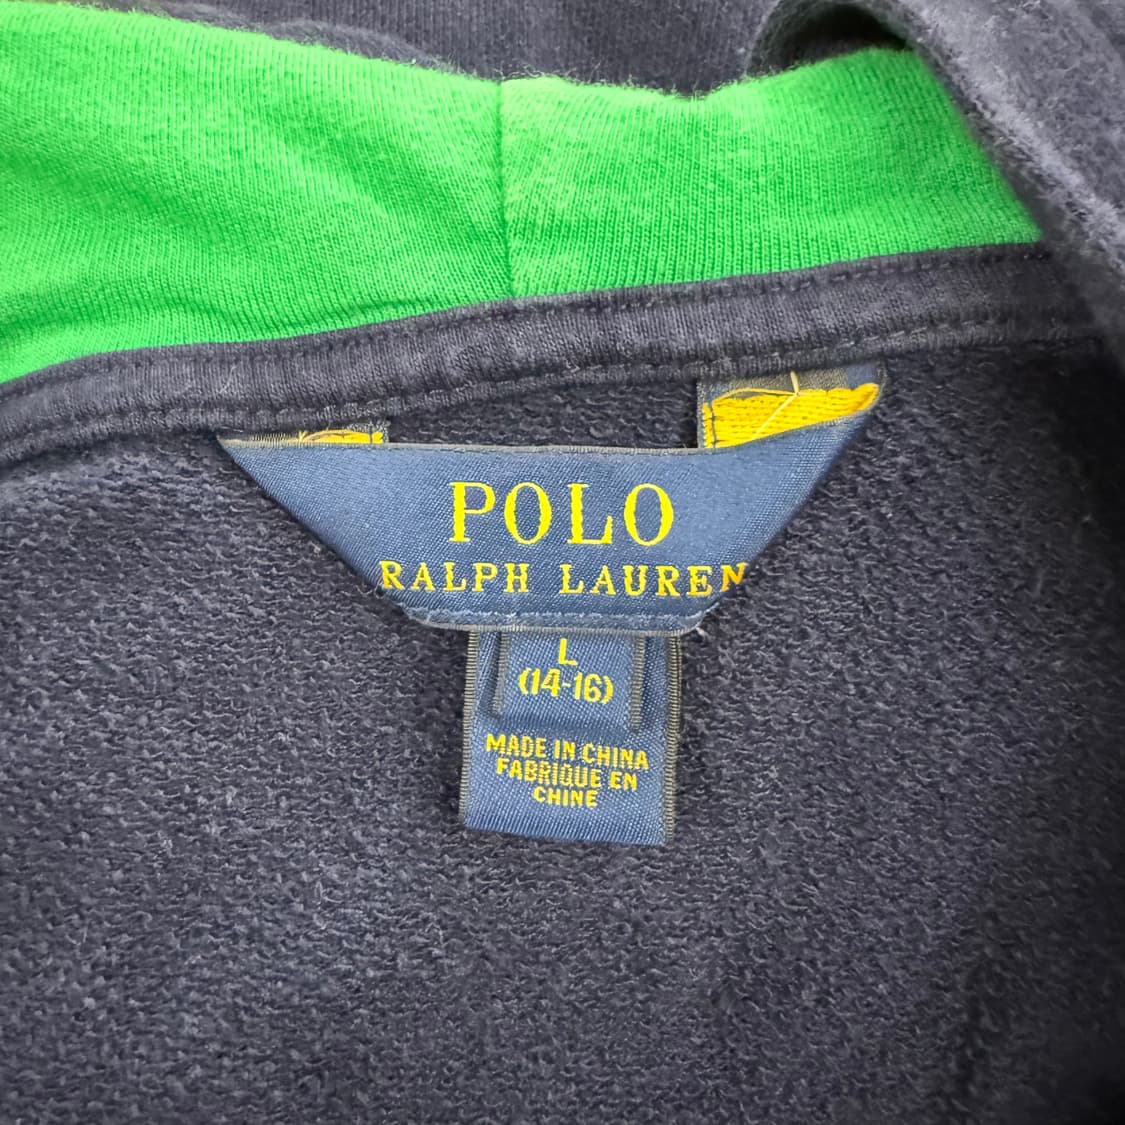 POLO
RALPH LAUREN
L
(14-16)
MADE IN CHINA
FABRIQUE EN
CHINE